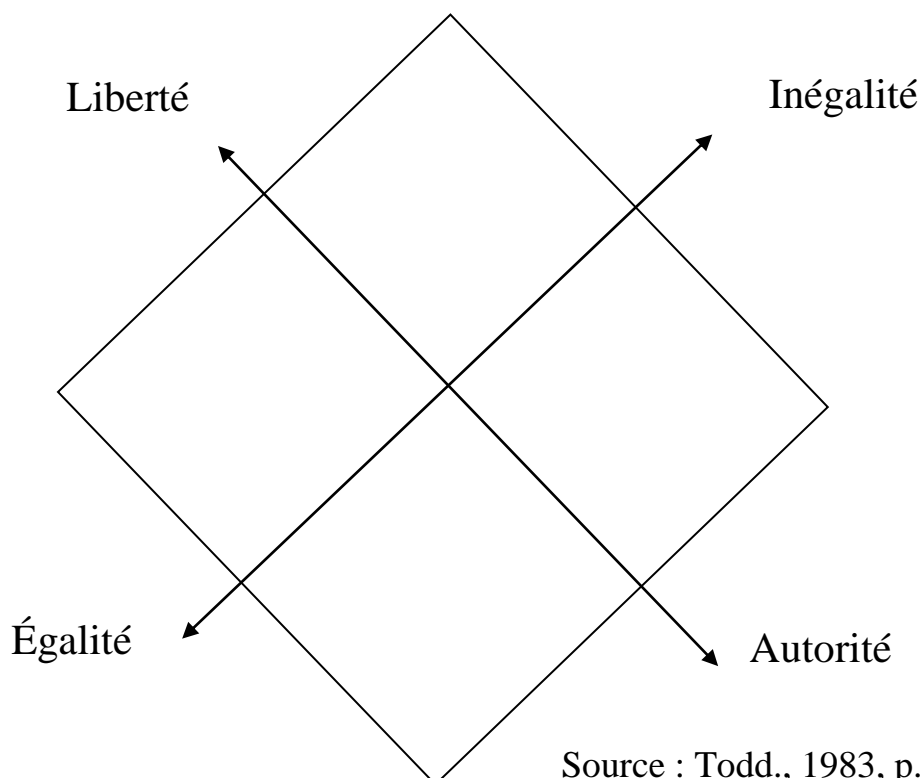 Liberté
Inégalité
Égalité
Autorité
Source : Todd., 1983, p.